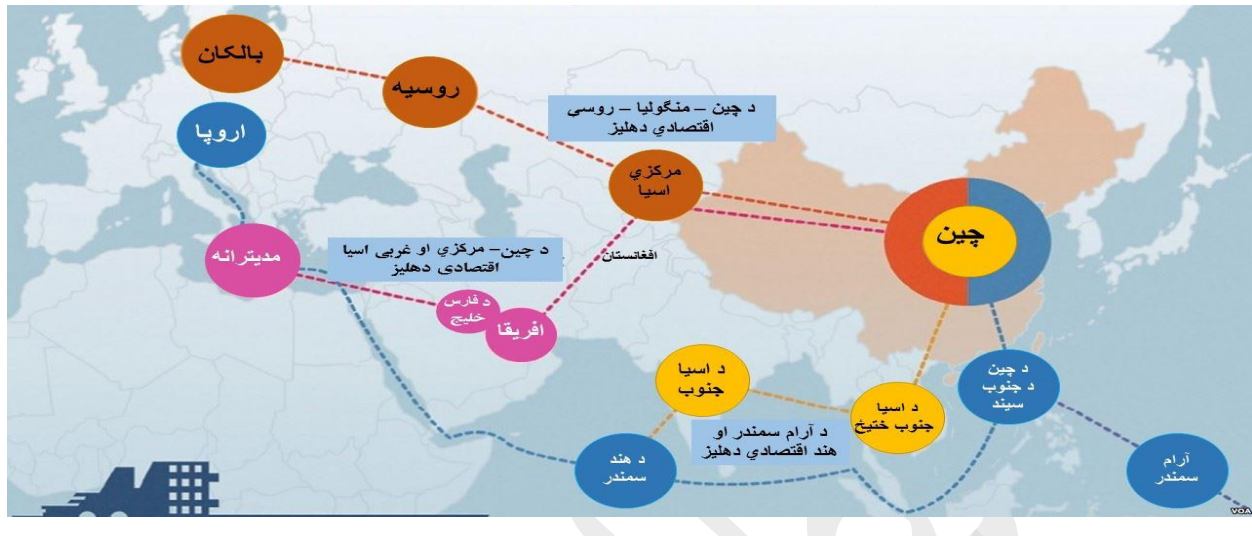 بالکان
روسیه
د چین – منګولیا – روسیې
اقتصادي دهلیز
اروپا
مرکزي
اسیا
چین
د چین– مرکزي او غربی اسیا
اقتصادی دهلیز
افغانستان
مدیترانه
د فارس
خلیج
افریقا
د اسیا
جنوب
د چین
د جنوب
سیند
د اسیا
جنوب ختیځ
د آرام سمندر او
هند اقتصادي دهلیز
د هند
سمندر
آرام
سمندر
VOA